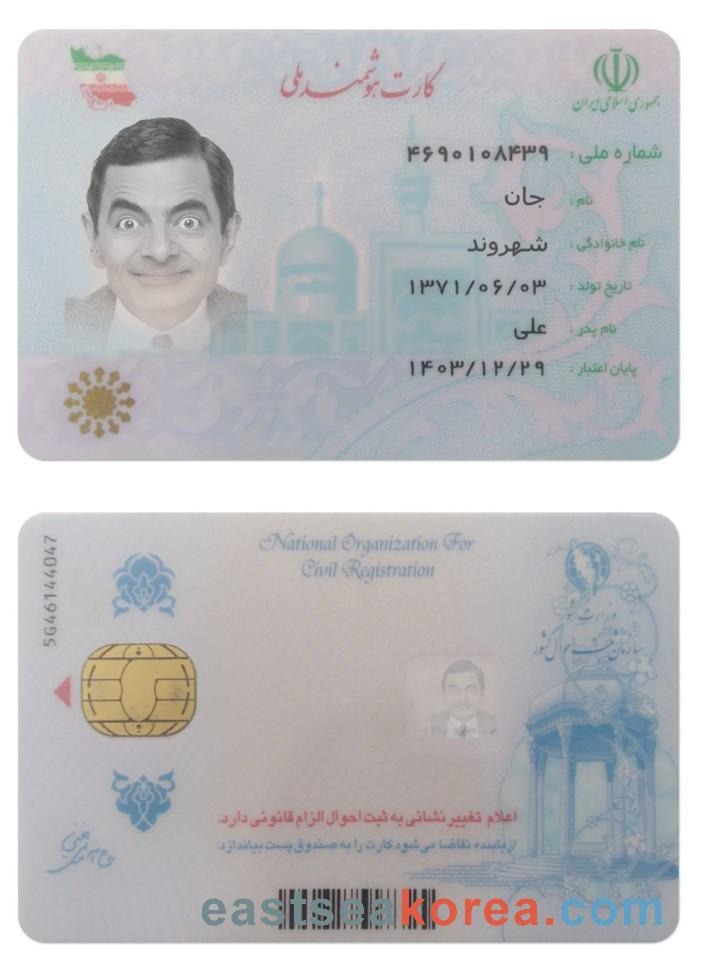 کارت هوشمند ملی
جمهوری اسلامی ایران
شماره ملی: ۴۶۹۰۱۰۸۴۳۹
نام: جان
نام خانوادگی: شهروند
تاریخ تولد: ۱۳۷۱/۰۶/۰۳
نام پدر: علی
پایان اعتبار: ۱۴۰۳/۱۲/۲۹
5G46144047
National Organization For
Civil Registration
وزارت کشور
سازمان ثبت احوال کشور
اعلام تغییر نشانی به ثبت احوال الزام قانونی دارد.
از یابنده تقاضا می شود کارت را به صندوق پست بیاندازد.
eastseakorea.com